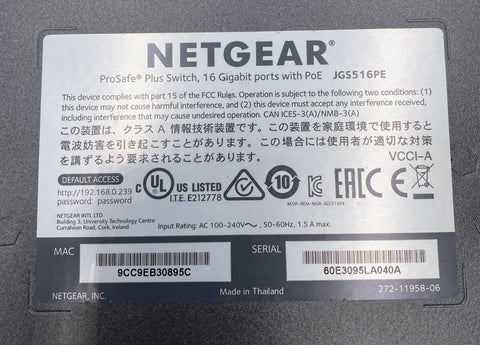 NETGEAR®
ProSafe® Plus Switch, 16 Gigabit ports with PoE JGS516PE
This device complies with part 15 of the FCC Rules. Operation is subject to the following two conditions: (1)
this device may not cause harmful interference, and (2) this device must accept any interference received,
including interference that may cause undesired operation. CAN ICES-3(A)/NMB-3(A)
この装置は、クラスA 情報技術装置です。この装置を家庭環境で使用すると
電波妨害を引き起こすことがあります。この場合には使用者が適切な対策
を講ずるよう要求されることがあります。
VCCI-A
DEFAULT ACCESS
http://192.168.0.239
password: password
NETGEAR INTL LTD
Building 3, University Technology Centre
Curraheen Road, Cork, Ireland
C UL US LISTED
I.T.E. E212778
10
MSIP-REM-NGR-JGS516PE
EAC
CE
Input Rating: AC 100-240V~, 50-60Hz, 1.5 A max.
MAC
9CC9EB30895C
SERIAL
60E3095LA040A
NETGEAR, INC.
Made in Thailand
272-11958-06